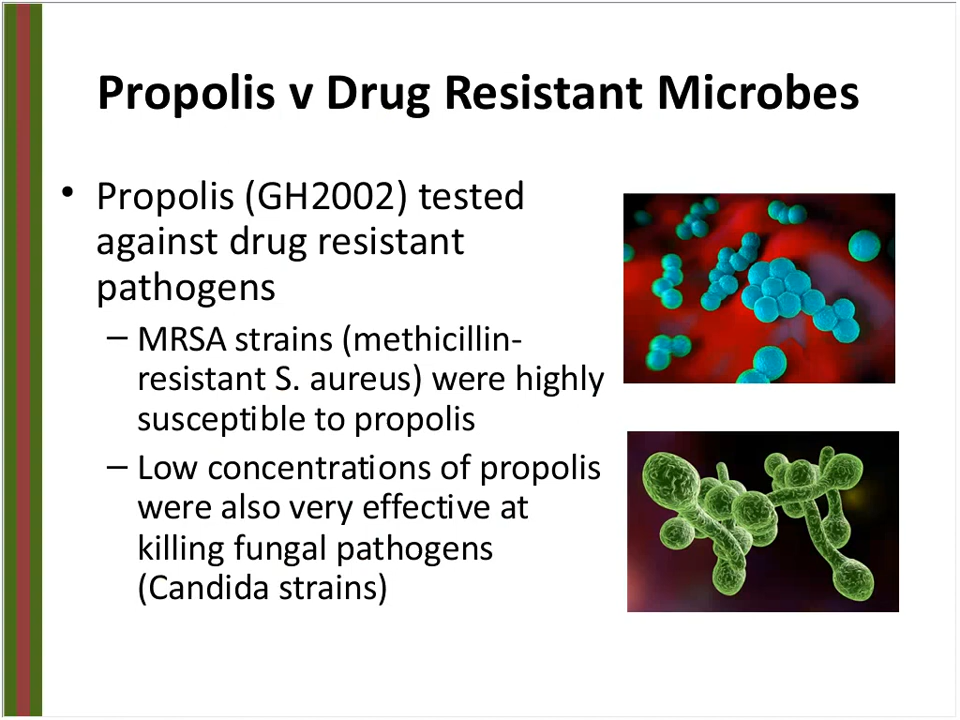 Propolis v Drug Resistant Microbes
• Propolis (GH2002) tested
against drug resistant
pathogens
– MRSA strains (methicillin-
resistant S. aureus) were highly
susceptible to propolis
– Low concentrations of propolis
were also very effective at
killing fungal pathogens
(Candida strains)